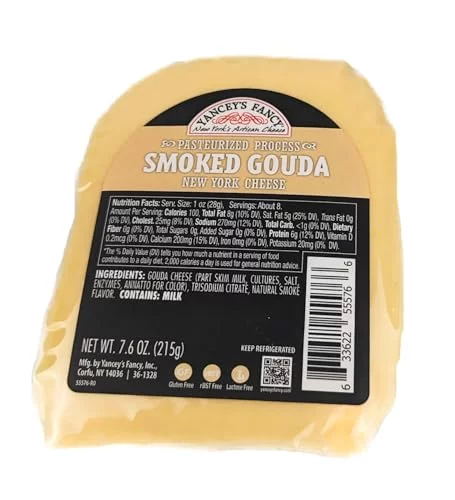 YANCEY'S FANCY
New York's Artisan Cheese
PASTEURIZED PROCESS
SMOKED GOUDA
NEW YORK CHEESE
Nutrition Facts: Serv. Size: 1 oz (28g), Servings: About 8.
Amount Per Serving: Calories 100, Total Fat 8g (10% DV), Sat. Fat 5g (25% DV), Trans Fat 0g
(0% DV), Cholest. 25mg (8% DV), Sodium 270mg (12% DV), Total Carb. <1g (0% DV), Dietary
Fiber 0g (0% DV), Total Sugars 0g, Added Sugar 0g (0% DV), Protein 6g (12% DV), Vitamin D
0.2mcg (0% DV), Calcium 200mg (15% DV), Iron 0mg (0% DV), Potassium 20mg (0% DV).
*The % Daily Value (DV) tells you how much a nutrient in a serving of food
contributes to a daily diet. 2,000 calories a day is used for general nutrition advice.
INGREDIENTS: GOUDA CHEESE (PART SKIM MILK, CULTURES, SALT,
ENZYMES, ANNATTO FOR COLOR), TRISODIUM CITRATE, NATURAL SMOKE
FLAVOR. CONTAINS: MILK
NET WT. 7.6 OZ. (215g)
Mfg. by Yancey's Fancy, Inc.,
Corfu, NY 14036 | 36-1328
55576-R0
KEEP REFRIGERATED
GF
Gluten Free
rBST Free
Lactose Free
yanceysfancy.com
6 33622 55576 6